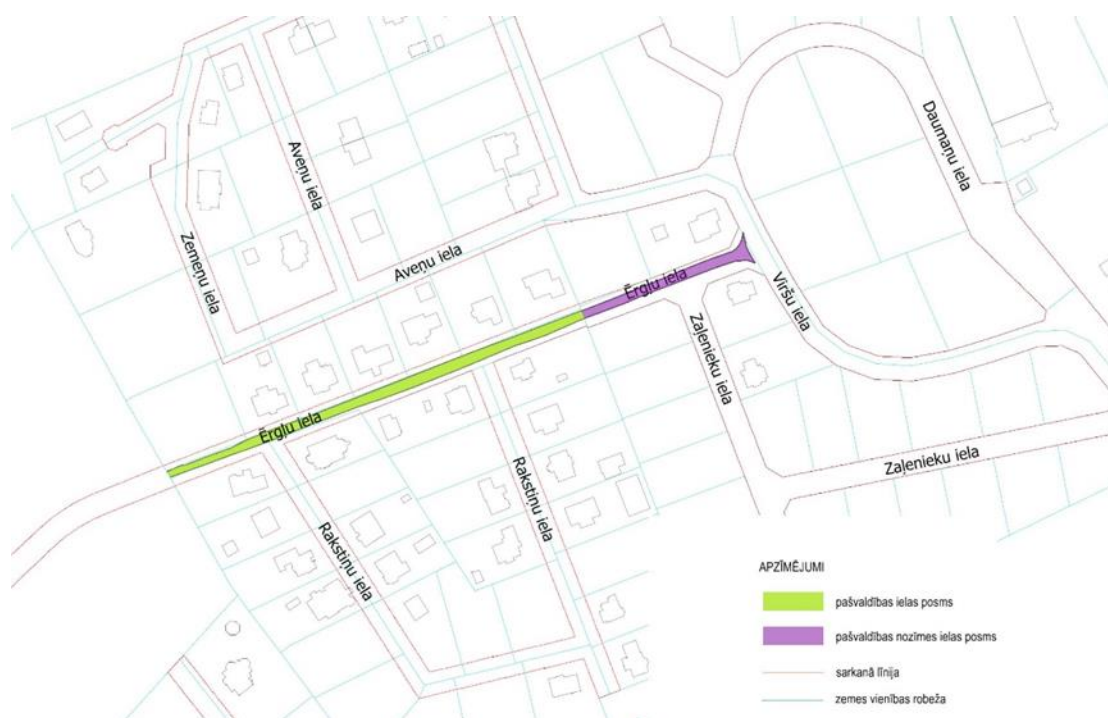 Daumaņu iela
Aveņu iela
Zemeņu iela
Aveņu iela
Ērgļu iela
Viršu iela
Zaļenieku iela
Ērgļu iela
Zaļenieku iela
Rakstiņu iela
Rakstiņu iela
APZĪMĒJUMI
pašvaldības ielas posms
pašvaldības nozīmes ielas posms
sarkanā līnija
zemes vienības robeža